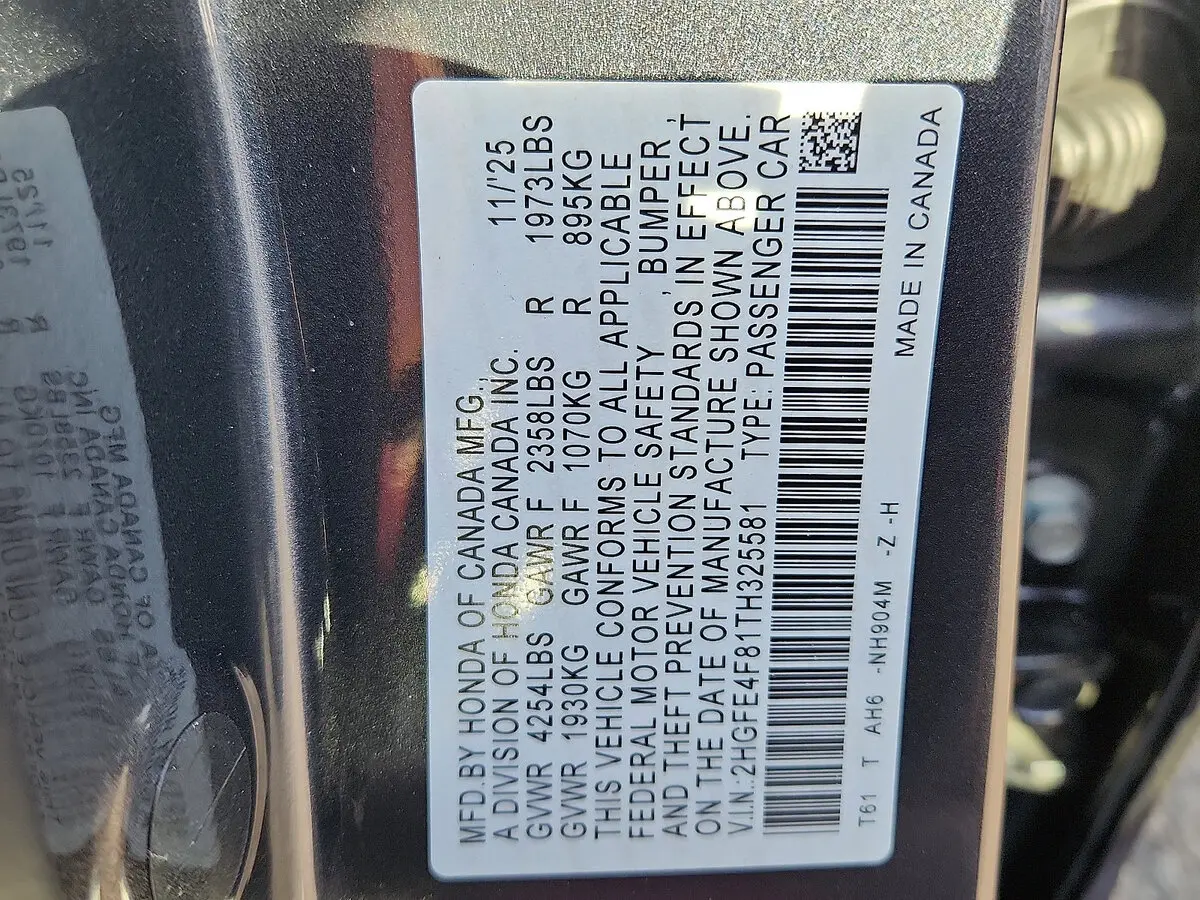 MFD.BY HONDA OF CANADA MFG.,
A DIVISION OF HONDA CANADA INC. 11/'25
GVWR 4254LBS GAWR F 2358LBS R 1973LBS
GVWR 1930KG GAWR F 1070KG R 895KG
THIS VEHICLE CONFORMS TO ALL APPLICABLE
FEDERAL MOTOR VEHICLE SAFETY, BUMPER,
AND THEFT PREVENTION STANDARDS IN EFFECT
ON THE DATE OF MANUFACTURE SHOWN ABOVE.
V.I.N.:2HGFE4F81TH325581 TYPE: PASSENGER CAR
T61 T AH6 -NH904M -Z -H
MADE IN CANADA